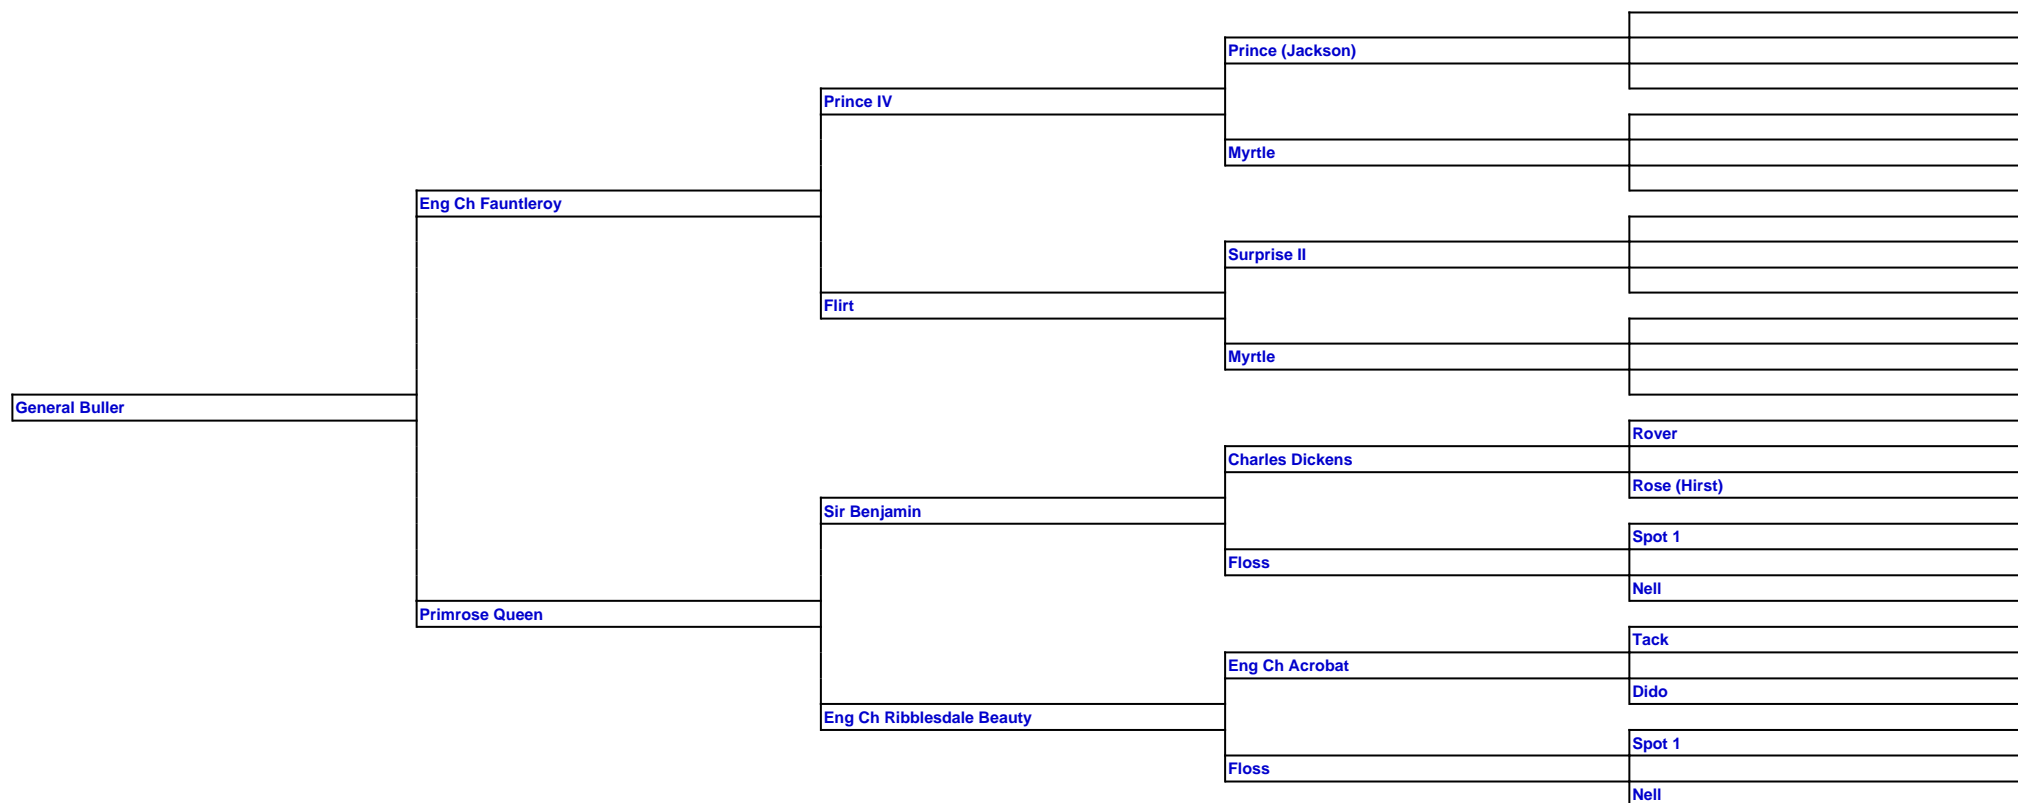 Prince (Jackson)
Prince IV
Myrtle
Eng Ch Fauntleroy
Surprise II
Flirt
Myrtle
General Buller
Rover
Charles Dickens
Rose (Hirst)
Sir Benjamin
Spot 1
Floss
Nell
Primrose Queen
Tack
Eng Ch Acrobat
Dido
Eng Ch Ribblesdale Beauty
Spot 1
Floss
Nell